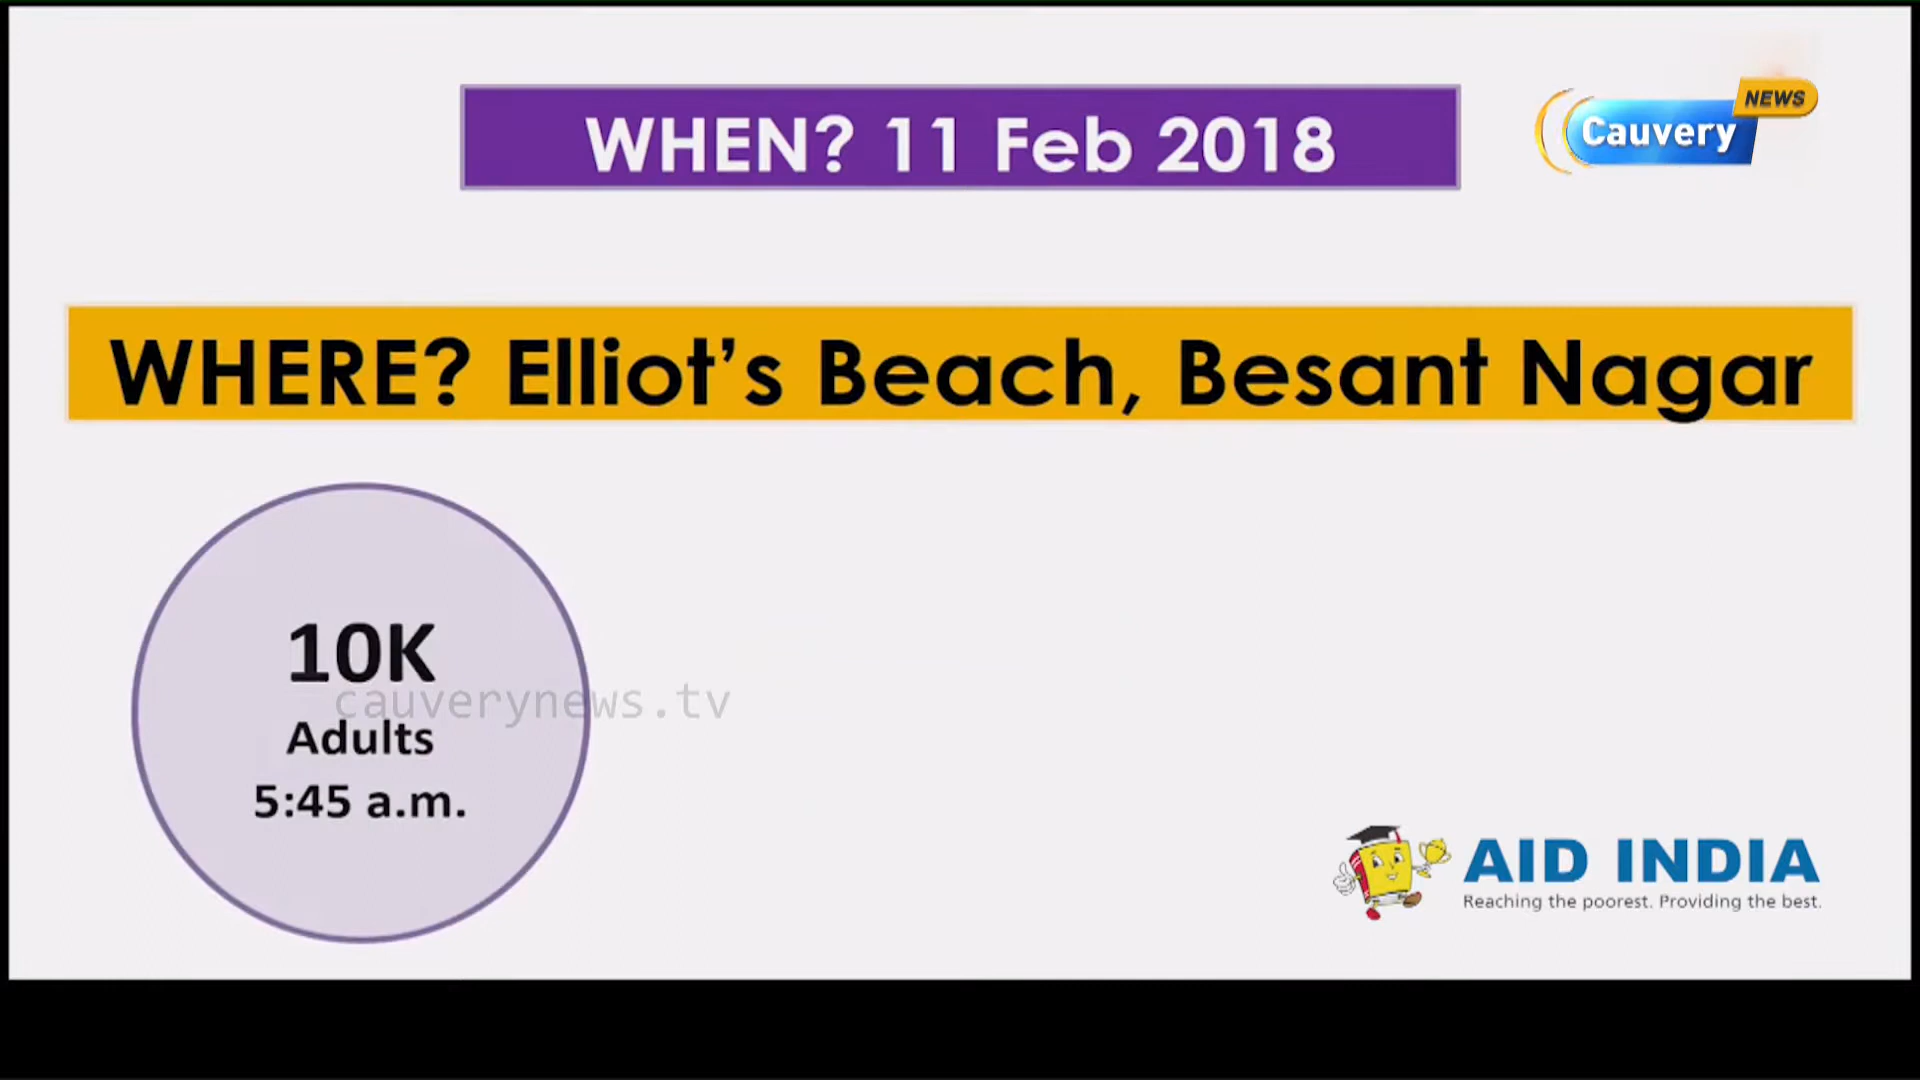 WHEN? 11 Feb 2018
NEWS
Cauvery
WHERE? Elliot’s Beach, Besant Nagar
10K
cauverynews.tv
Adults
5:45 a.m.
AID INDIA
Reaching the poorest. Providing the best.